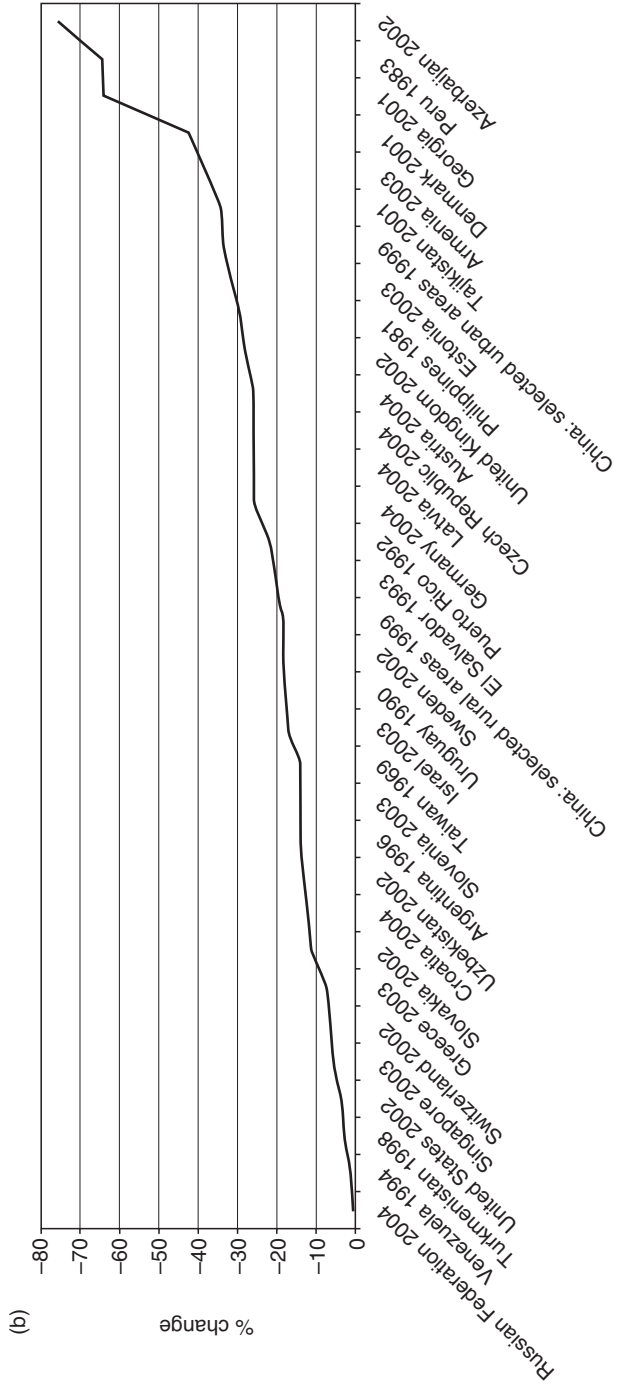 (b)
% change
–80
–70
–60
–50
–40
–30
–20
–10
0
Russian Federation 2004
Venezuela 1994
Turkmenistan 1998
United States 2002
Singapore 2003
Switzerland 2002
Greece 2003
Slovakia 2002
Croatia 2004
Uzbekistan 2002
Argentina 1996
Slovenia 2003
Taiwan 1969
Israel 2003
Uruguay 1990
Sweden 2002
China: selected rural areas 1999
El Salvador 1993
Puerto Rico 1992
Germany 2004
Latvia 2004
Czech Republic 2004
Austria 2004
United Kingdom 2002
Philippines 1981
Estonia 2003
China: selected urban areas 1999
Tajikistan 2001
Armenia 2003
Denmark 2001
Georgia 2001
Peru 1983
Azerbaijan 2002